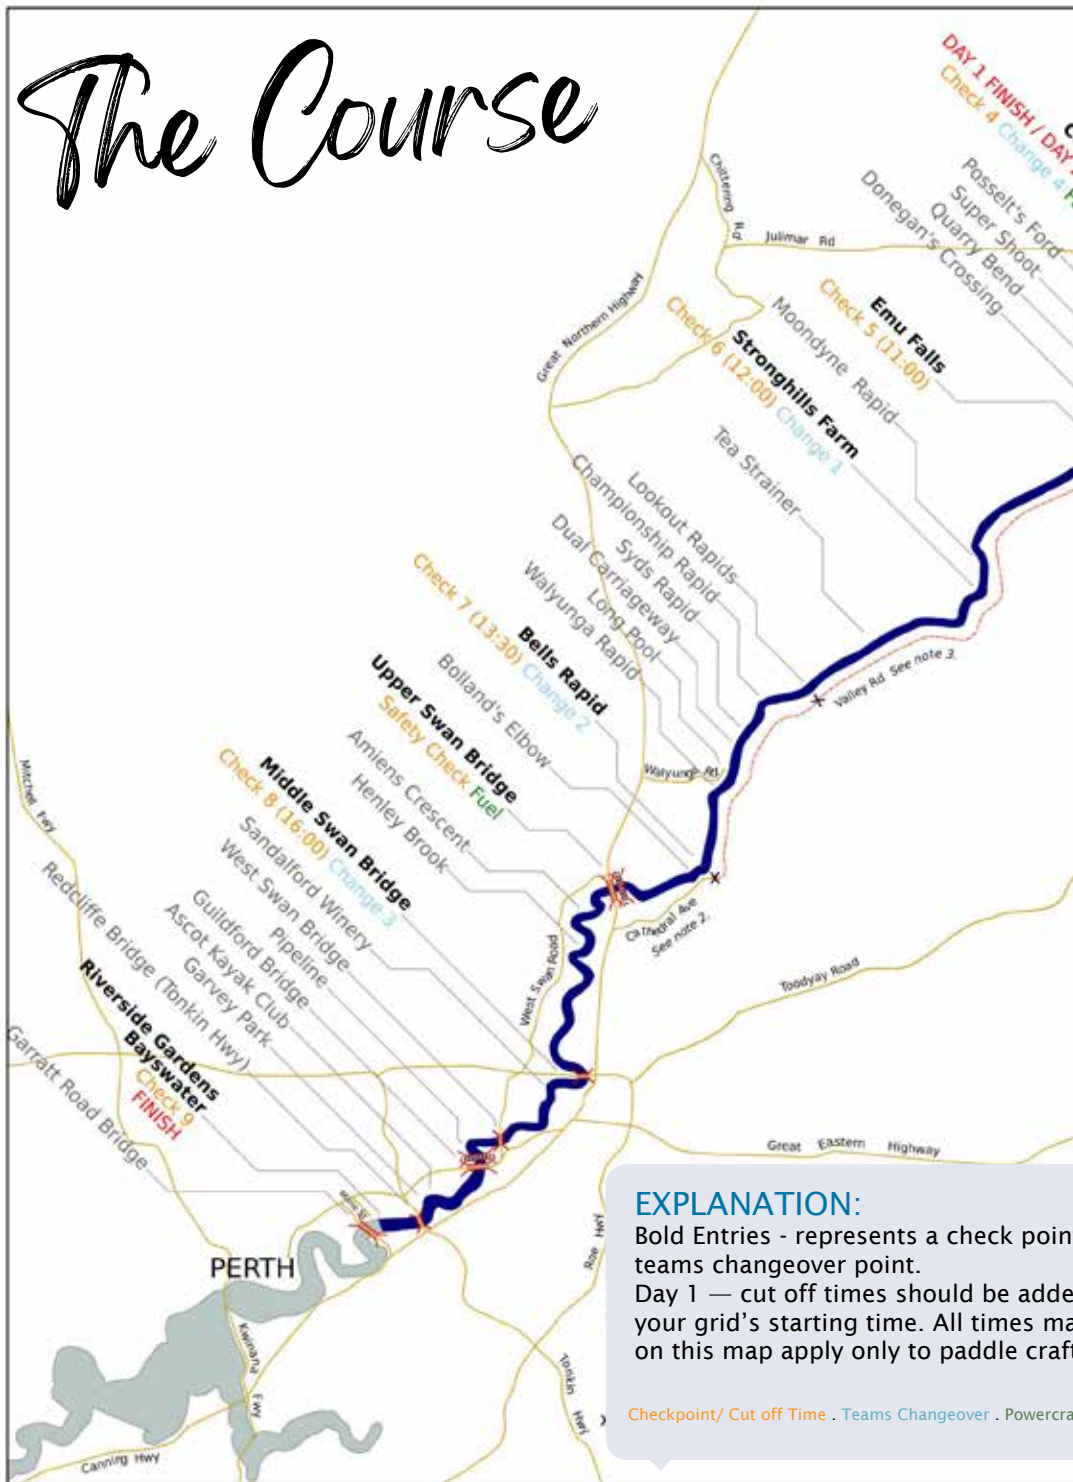 The Course
DAY 1 FINISH / DAY
Check 4 Change 4
Posselt's Ford
Super Shoot
Quarry Bend
Donegan's Crossing
Chittering Rd
Julimar Rd
Great Northern Highway
Emu Falls
Check 5 (11:00)
Moondyne Rapid
Stronghills Farm
Check 6 (12:00) Change 1
Tea Strainer
Lookout Rapids
Championship Rapid
Syds Rapid
Dual Carriageway
Long Pool
Walyunga Rapid
Bells Rapid
Check 7 (13:30) Change 2
Bolland's Elbow
Upper Swan Bridge
Safety Check Fuel
Amiens Crescent
Henley Brook
Middle Swan Bridge
Check 8 (16:00) Change 3
Sandalford Winery
West Swan Bridge
Pipeline
Guildford Bridge
Ascot Kayak Club
Garvey Park
Redcliffe Bridge (Tonkin Hwy)
Riverside Gardens
Bayswater
Check 9
FINISH
Garratt Road Bridge
Valley Rd See note 3.
Walyunga Rd
Cathedral Ave
See note 2.
West Swan Road
Toodyay Road
Mitchell Fwy
Great Eastern Highway
Roe Hwy
PERTH
Kwinana Fwy
Tonkin Hwy
Canning Hwy
EXPLANATION:
Bold Entries - represents a check poin
teams changeover point.
Day 1 — cut off times should be adde
your grid's starting time. All times ma
on this map apply only to paddle craft
Checkpoint/ Cut off Time . Teams Changeover . Powercra